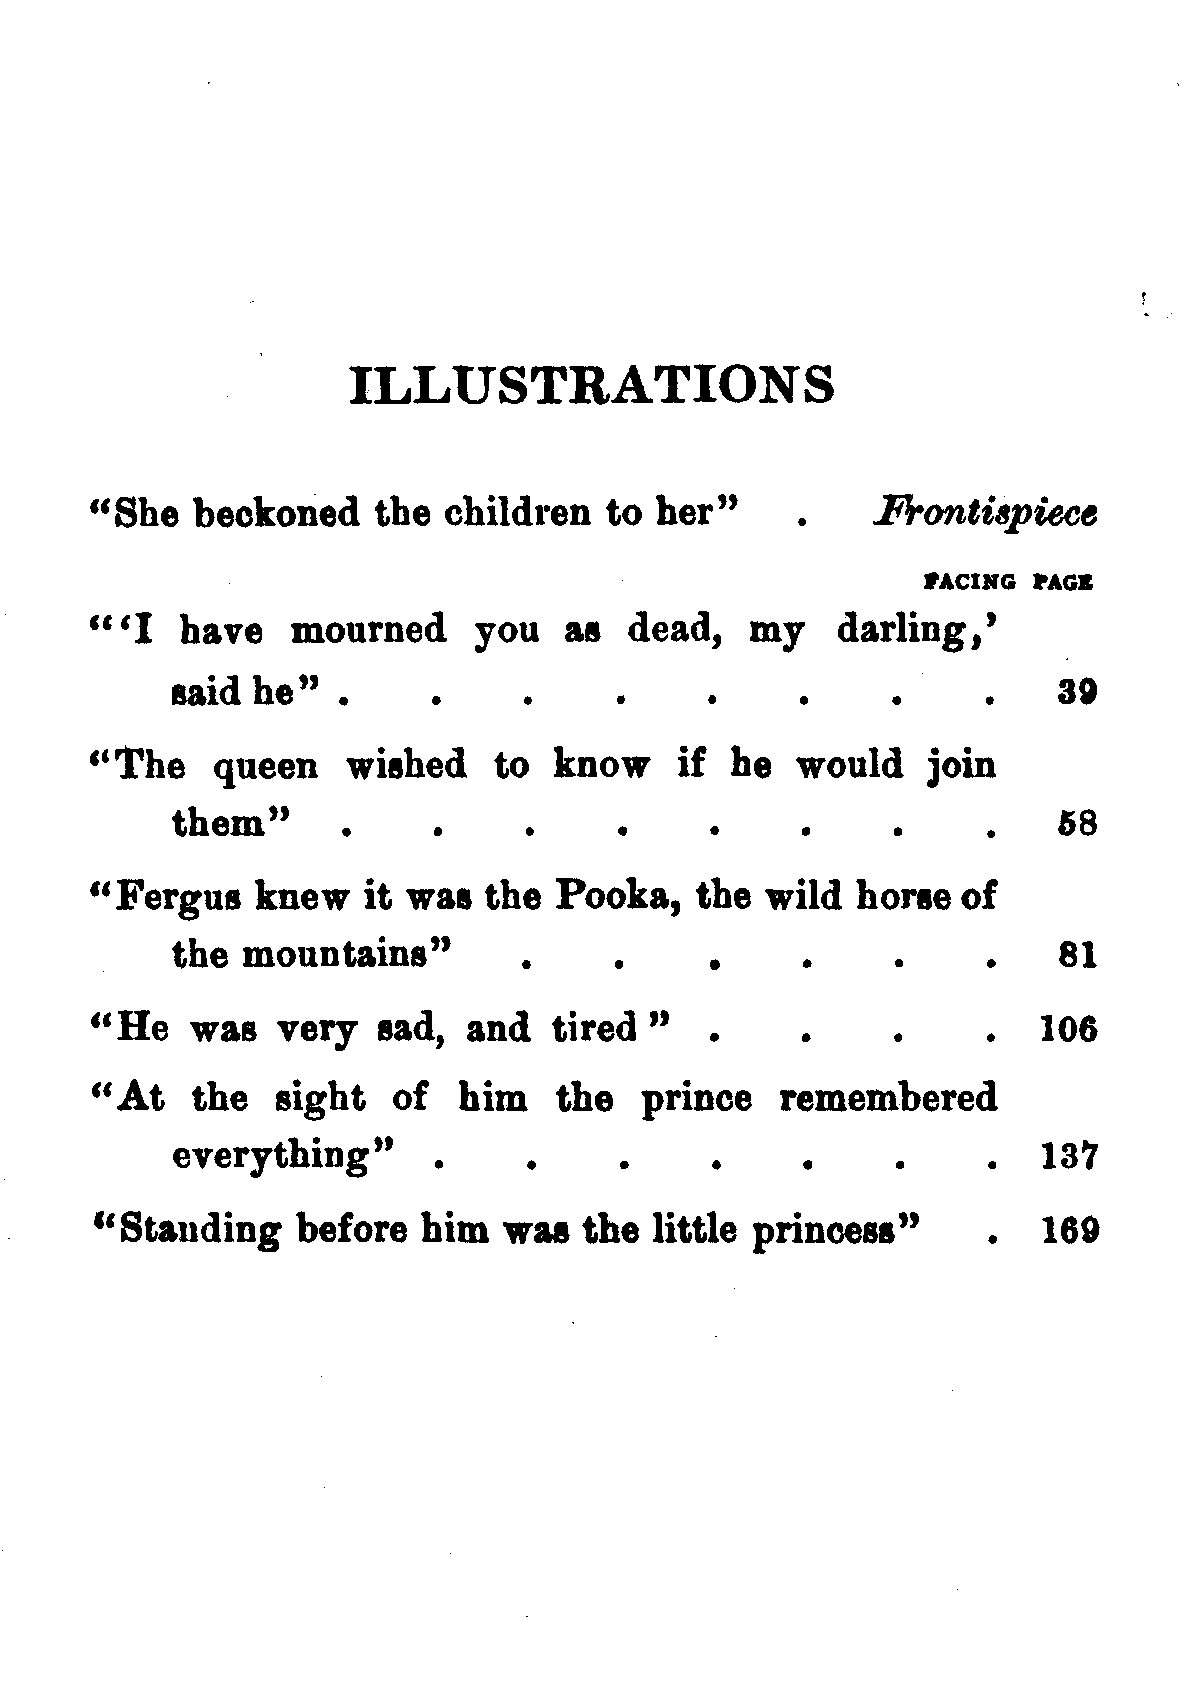 ILLUSTRATIONS
“She beckoned the children to her” . Frontispiece
FACING PAGE
“‘I have mourned you as dead, my darling,’
said he” . . . . . . . . 39
“The queen wished to know if he would join
them” . . . . . . . . 58
“Fergus knew it was the Pooka, the wild horse of
the mountains” . . . . . . 81
“He was very sad, and tired” . . . . 106
“At the sight of him the prince remembered
everything” . . . . . . . 137
“Standing before him was the little princess” . 169